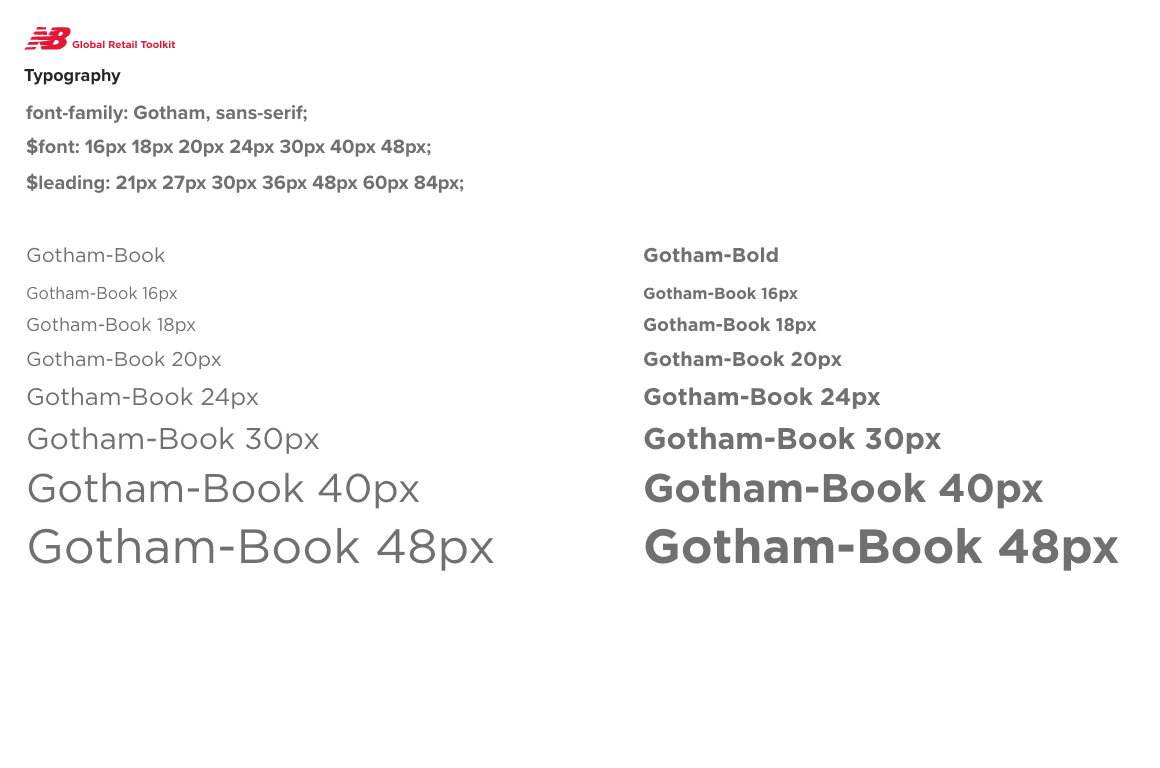 NB Global Retail Toolkit
Typography
font-family: Gotham, sans-serif;
$font: 16px 18px 20px 24px 30px 40px 48px;
$leading: 21px 27px 30px 36px 48px 60px 84px;
Gotham-Book
Gotham-Book 16px
Gotham-Book 18px
Gotham-Book 20px
Gotham-Book 24px
Gotham-Book 30px
Gotham-Book 40px
Gotham-Book 48px
Gotham-Bold
Gotham-Book 16px
Gotham-Book 18px
Gotham-Book 20px
Gotham-Book 24px
Gotham-Book 30px
Gotham-Book 40px
Gotham-Book 48px